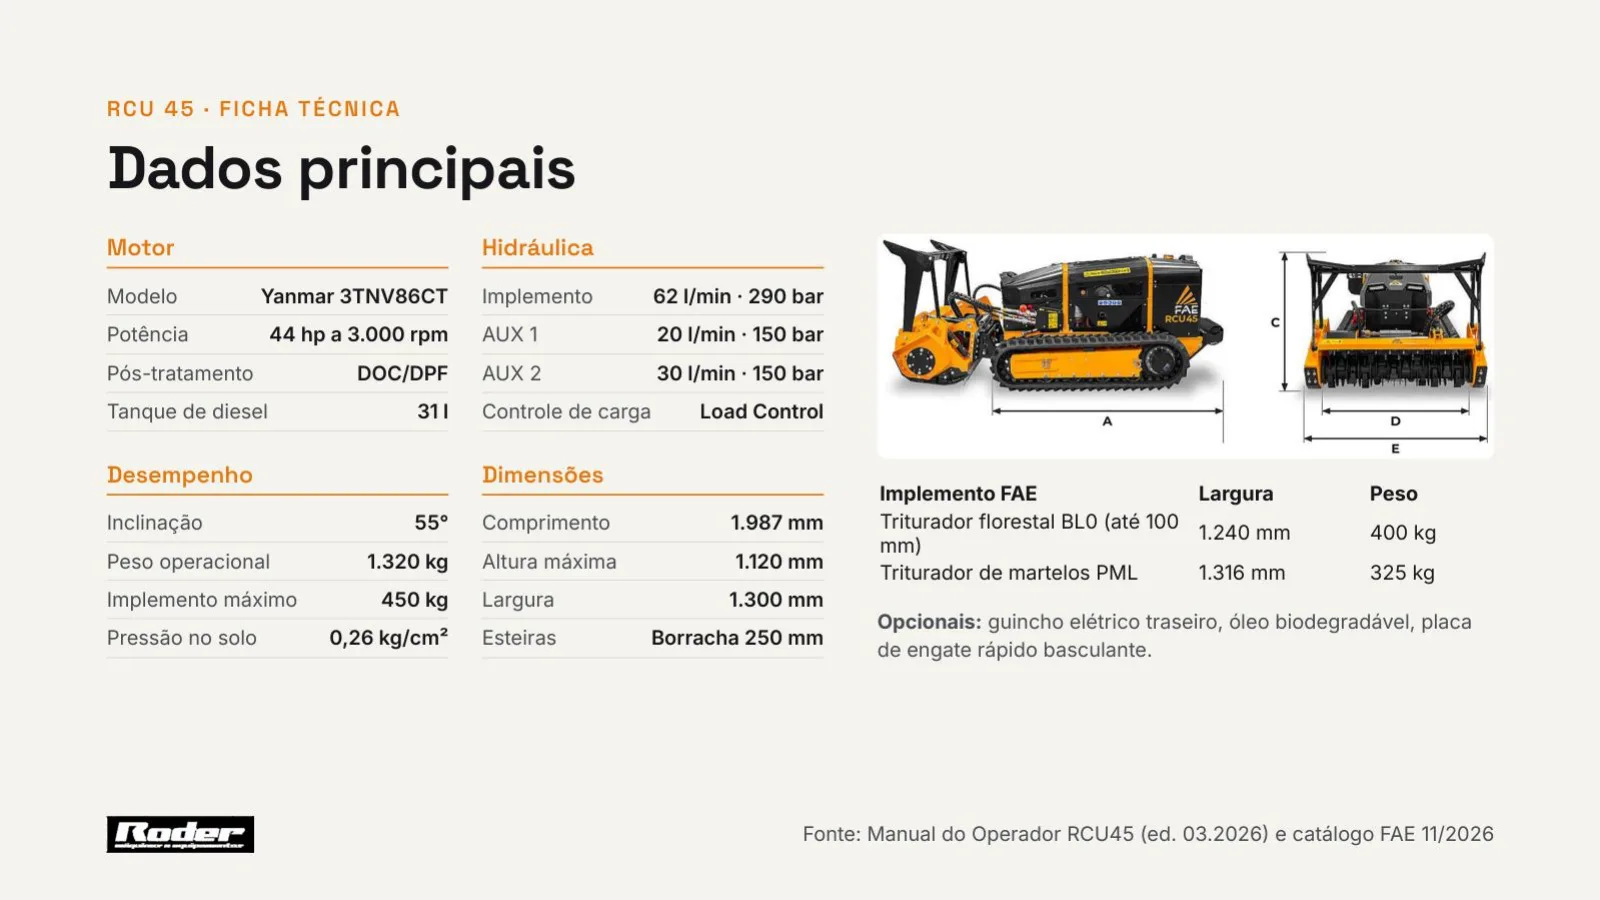 RCU 45 · FICHA TÉCNICA
Dados principais
Motor
Modelo Yanmar 3TNV86CT
Potência 44 hp a 3.000 rpm
Pós-tratamento DOC/DPF
Tanque de diesel 31 l
Hidráulica
Implemento 62 l/min · 290 bar
AUX 1 20 l/min · 150 bar
AUX 2 30 l/min · 150 bar
Controle de carga Load Control
Desempenho
Inclinação 55°
Peso operacional 1.320 kg
Implemento máximo 450 kg
Pressão no solo 0,26 kg/cm²
Dimensões
Comprimento 1.987 mm
Altura máxima 1.120 mm
Largura 1.300 mm
Esteiras Borracha 250 mm
FAE
RCU45
A
C
D
E
Implemento FAE Largura Peso
Triturador florestal BL0 (até 100
mm) 1.240 mm 400 kg
Triturador de martelos PML 1.316 mm 325 kg
Opcionais: guincho elétrico traseiro, óleo biodegradável, placa
de engate rápido basculante.
Roder
máquinas e equipamentos
Fonte: Manual do Operador RCU45 (ed. 03.2026) e catálogo FAE 11/2026